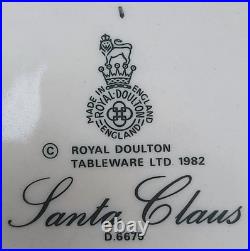 MADE IN ENGLAND
ROYAL·DOULTON
ENGLAND
© ROYAL DOULTON
TABLEWARE LTD 1982
Santa Claus
D.6675